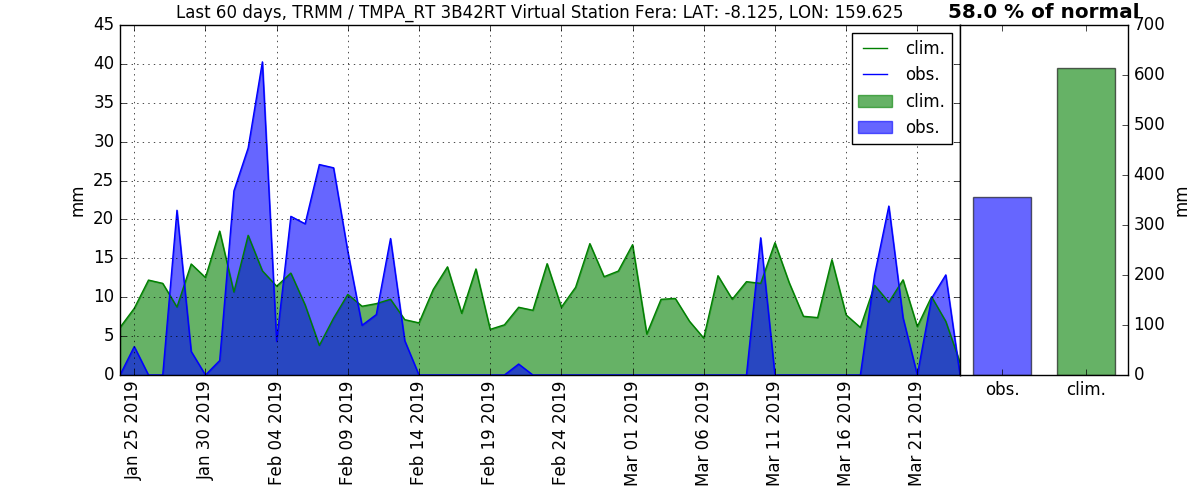 Last 60 days, TRMM / TMPA_RT 3B42RT Virtual Station Fera: LAT: -8.125, LON: 159.625
58.0 % of normal
45
40
35
30
25
20
15
10
5
0
mm
clim.
obs.
clim.
obs.
Jan 25 2019
Jan 30 2019
Feb 04 2019
Feb 09 2019
Feb 14 2019
Feb 19 2019
Feb 24 2019
Mar 01 2019
Mar 06 2019
Mar 11 2019
Mar 16 2019
Mar 21 2019
700
600
500
400
300
200
100
0
mm
obs.
clim.